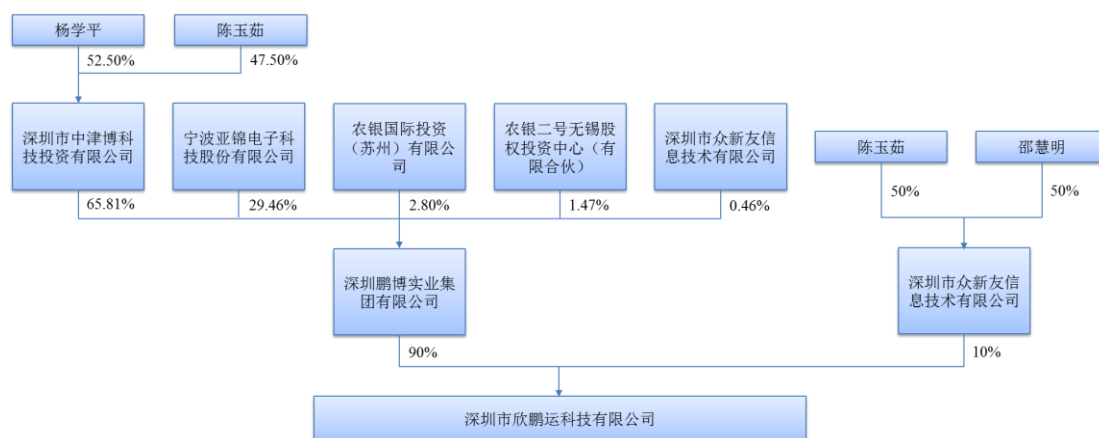 杨学平
陈玉茹
52.50%
47.50%
深圳市中津博科
技投资有限公司
宁波亚锦电子科
技股份有限公司
农银国际投资
（苏州）有限公
司
农银二号无锡股
权投资中心（有
限合伙）
深圳市众新友信
息技术有限公司
陈玉茹
邵慧明
65.81%
29.46%
2.80%
1.47%
0.46%
50%
50%
深圳鹏博实业集
团有限公司
深圳市众新友信
息技术有限公司
90%
10%
深圳市欣鹏运科技有限公司